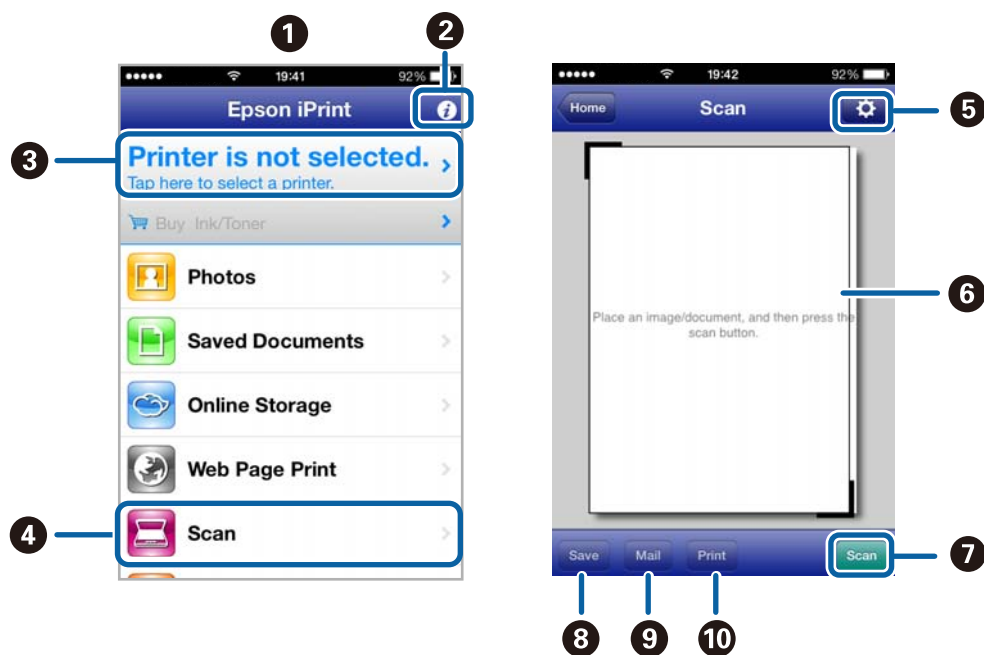 1
2
19:41 92%
Epson iPrint
3
Printer is not selected.
Tap here to select a printer.
Buy Ink/Toner
Photos
Saved Documents
Online Storage
Web Page Print
4
Scan
19:42 92%
Home Scan
5
6
Place an image/document, and then press the
scan button.
Save Mail Print Scan
7
8 9 10